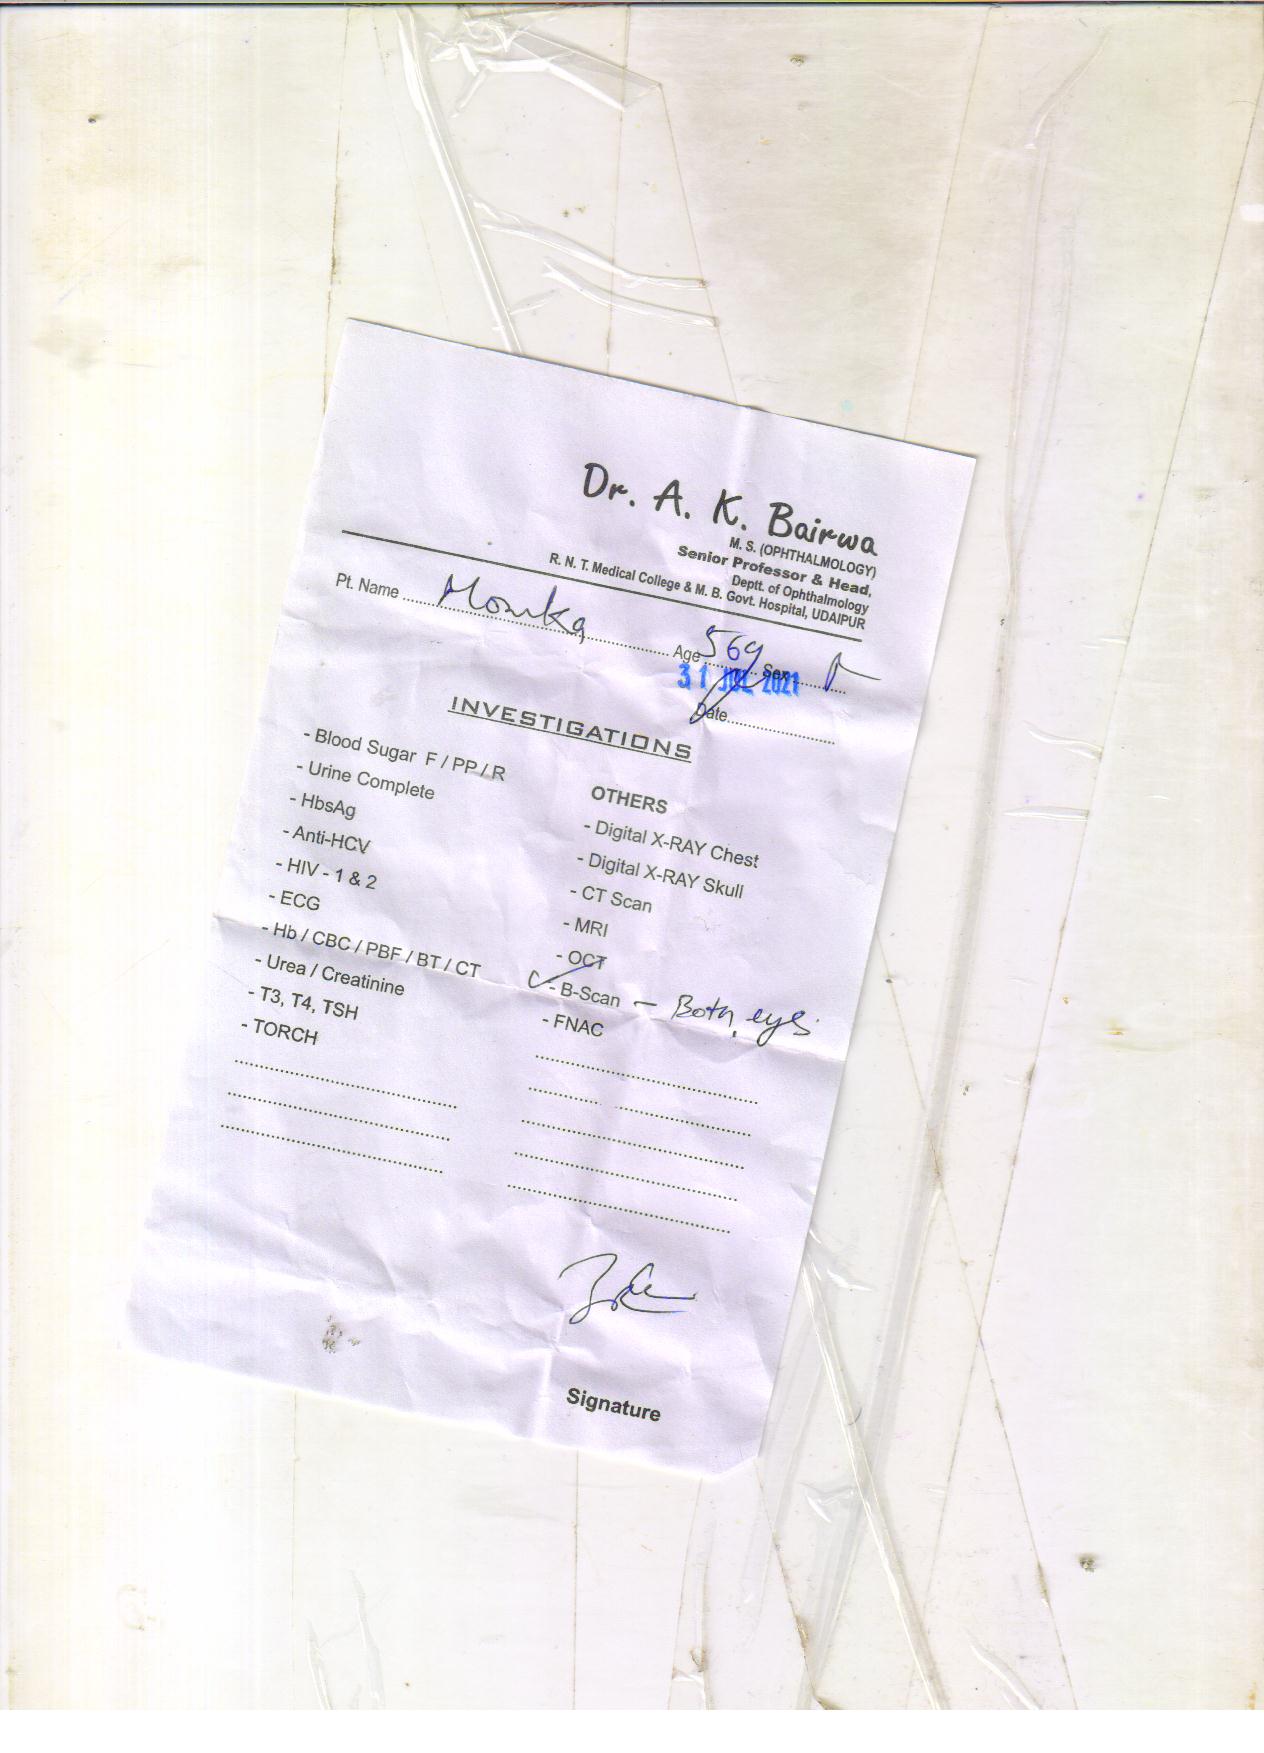 Dr. A. K. Bairwa
M. S. (OPHTHALMOLOGY)
Senior Professor & Head,
Deptt. of Ophthalmology
R. N. T. Medical College & M. B. Govt. Hospital, UDAIPUR
Pt. Name Monika Age 56y Sex
31 JUL 2021
Date
INVESTIGATIONS
- Blood Sugar F / PP / R
- Urine Complete
- HbsAg
- Anti-HCV
- HIV - 1 & 2
- ECG
- Hb / CBC / PBF / BT / CT
- Urea / Creatinine
- T3, T4, TSH
- TORCH
OTHERS
- Digital X-RAY Chest
- Digital X-RAY Skull
- CT Scan
- MRI
- OCT
- B-Scan — Both eyes
- FNAC
Signature